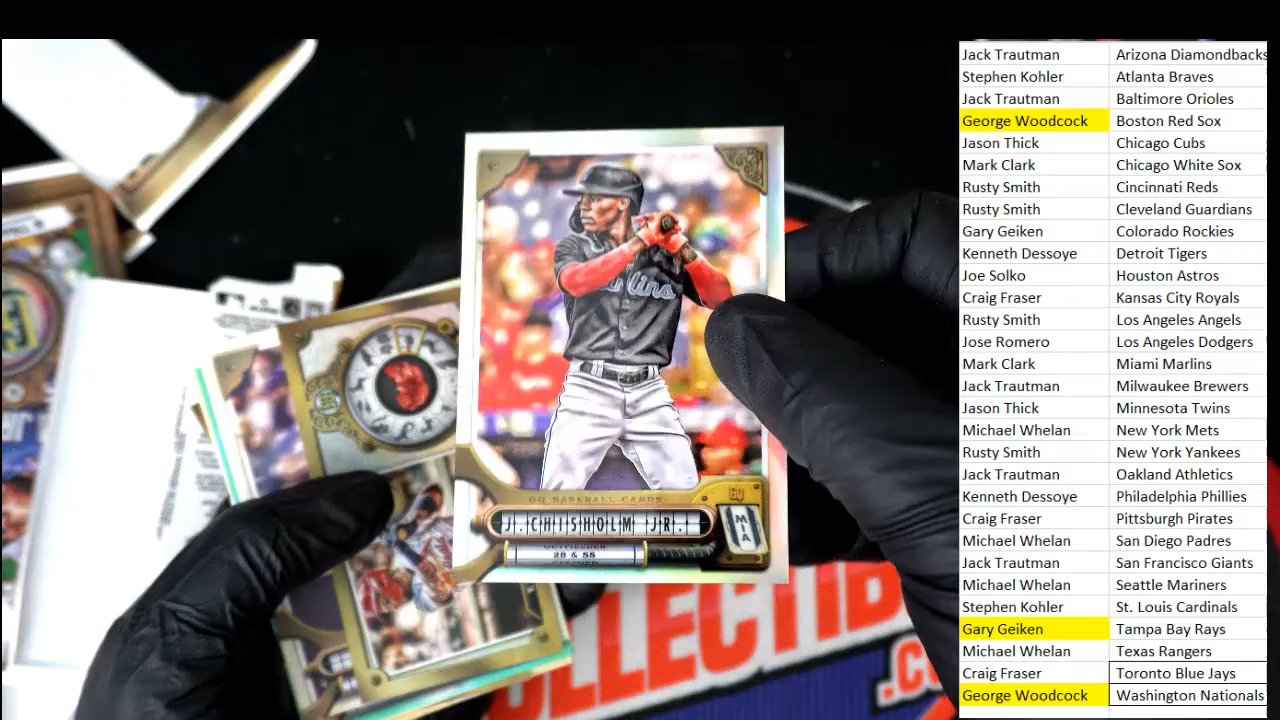 Marlins
GQ BASEBALL CARDS
J. CHISHOLM JR.
OUTFIELDER
2B & SS
GQ
MIA
COLLECTIBL
.CO
Jack Trautman Arizona Diamondbacks
Stephen Kohler Atlanta Braves
Jack Trautman Baltimore Orioles
George Woodcock Boston Red Sox
Jason Thick Chicago Cubs
Mark Clark Chicago White Sox
Rusty Smith Cincinnati Reds
Rusty Smith Cleveland Guardians
Gary Geiken Colorado Rockies
Kenneth Dessoye Detroit Tigers
Joe Solko Houston Astros
Craig Fraser Kansas City Royals
Rusty Smith Los Angeles Angels
Jose Romero Los Angeles Dodgers
Mark Clark Miami Marlins
Jack Trautman Milwaukee Brewers
Jason Thick Minnesota Twins
Michael Whelan New York Mets
Rusty Smith New York Yankees
Jack Trautman Oakland Athletics
Kenneth Dessoye Philadelphia Phillies
Craig Fraser Pittsburgh Pirates
Michael Whelan San Diego Padres
Jack Trautman San Francisco Giants
Michael Whelan Seattle Mariners
Stephen Kohler St. Louis Cardinals
Gary Geiken Tampa Bay Rays
Michael Whelan Texas Rangers
Craig Fraser Toronto Blue Jays
George Woodcock Washington Nationals